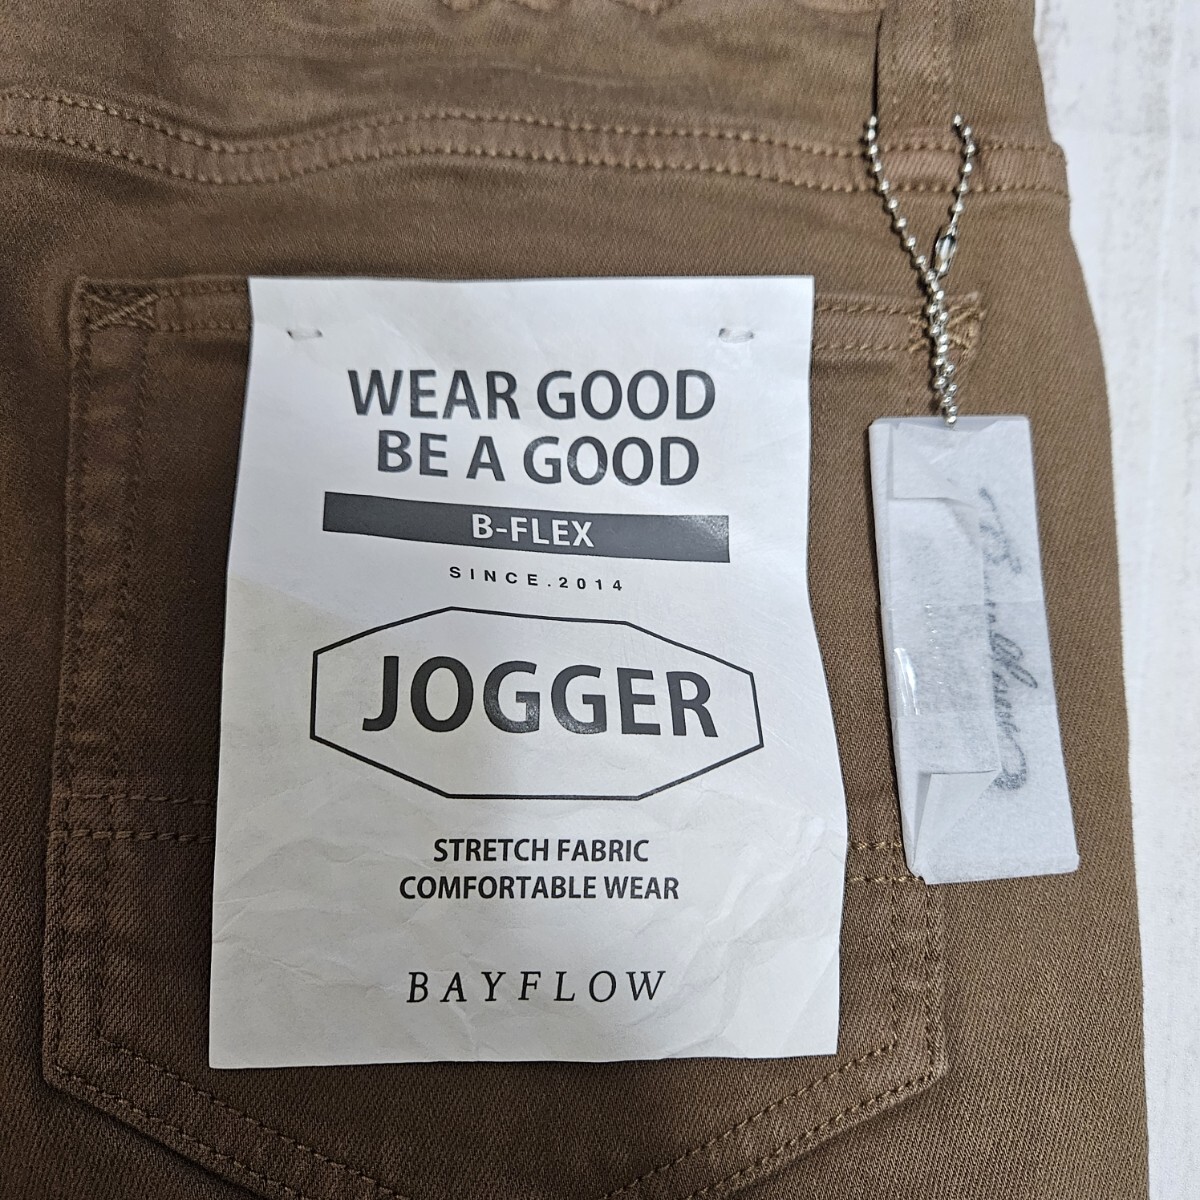 WEAR GOOD
BE A GOOD
B-FLEX
SINCE.2014
JOGGER
STRETCH FABRIC
COMFORTABLE WEAR
BAYFLOW